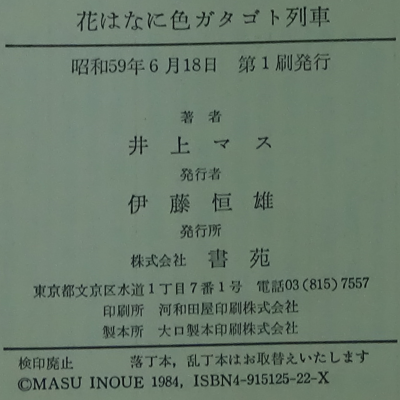 花はなに色ガタゴト列車
昭和59年6月18日 第1刷発行
著者
井上マス
発行者
伊藤恒雄
発行所
株式会社 書苑
東京都文京区水道1丁目7番1号 電話03(815)7557
印刷所 河和田屋印刷株式会社
製本所 大口製本印刷株式会社
検印廃止 落丁本,乱丁本はお取替えいたします
©MASU INOUE 1984, ISBN4-915125-22-X